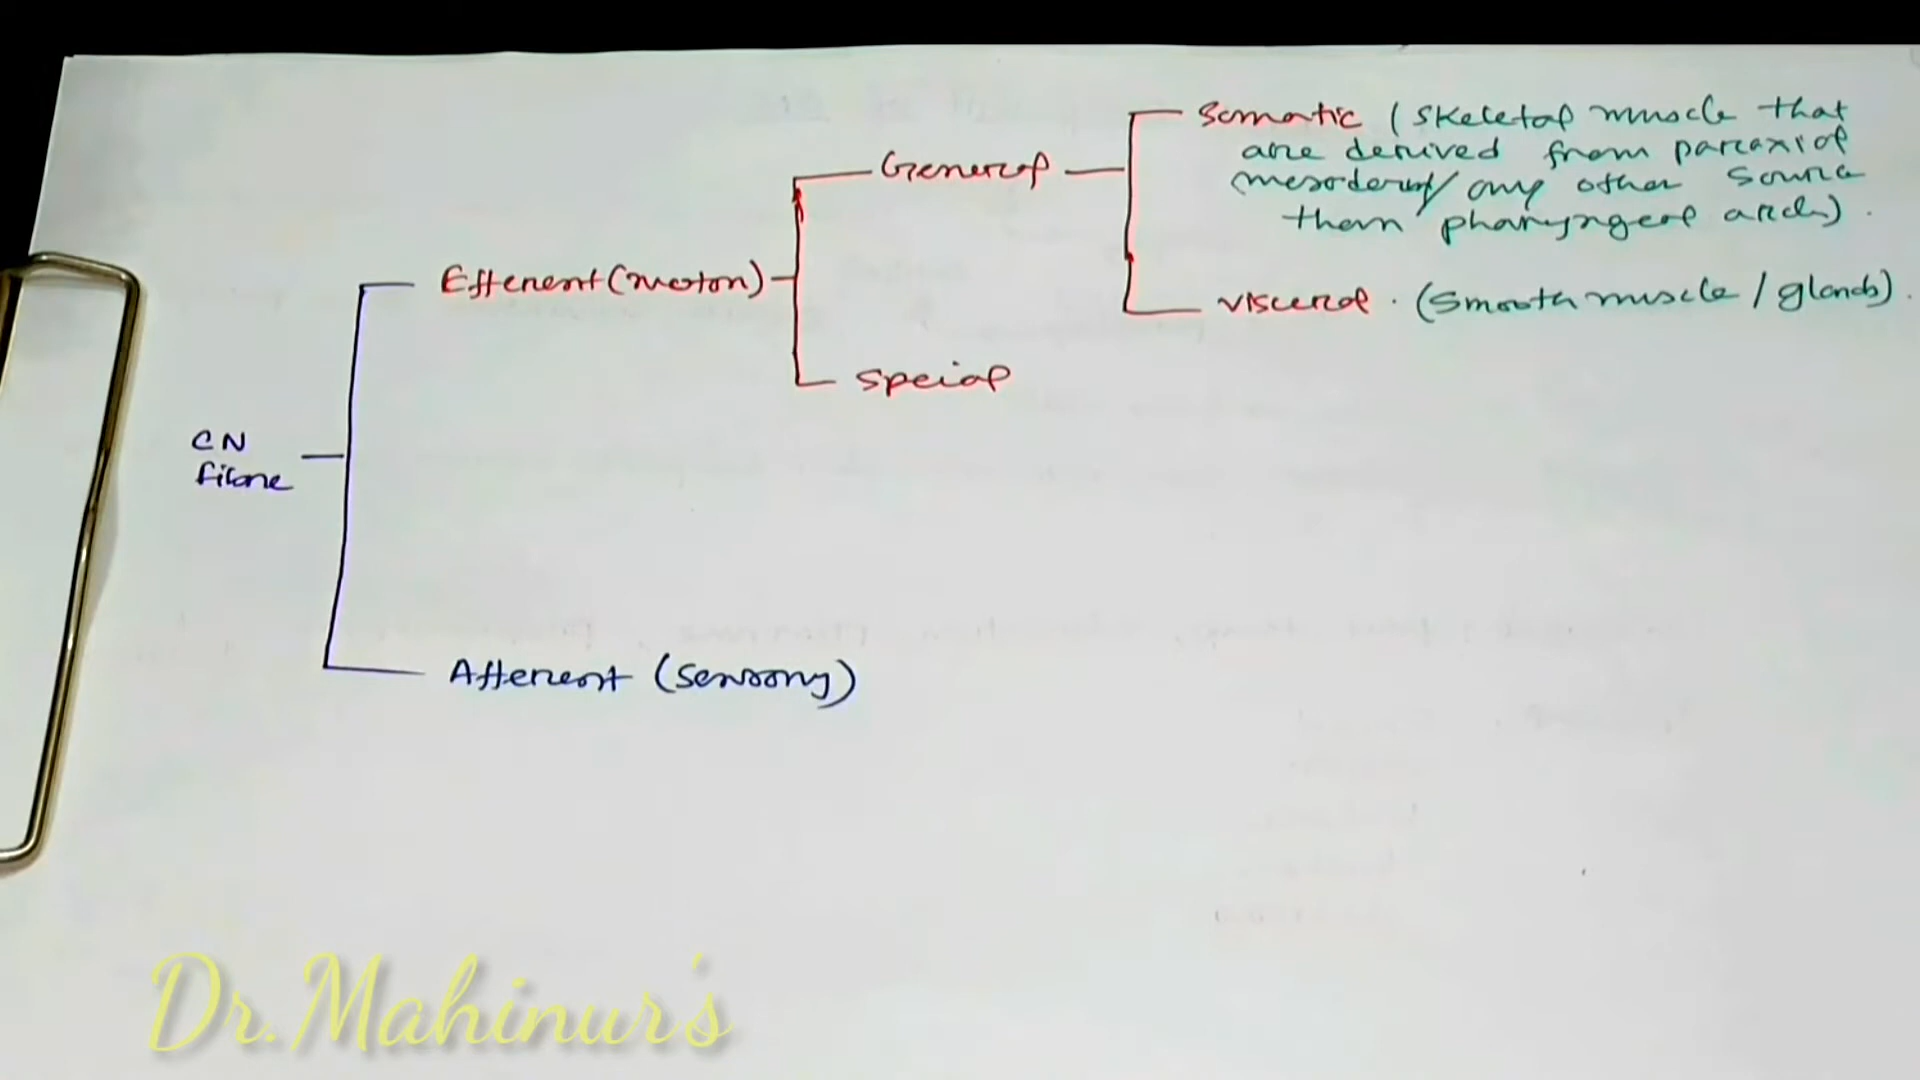 Somatic (Skeletal muscle that
are derived from paraxial
mesoderm/ any other source
than pharyngeal arch).
General
Efferent (motor)
visceral. (Smooth muscle / glands).
Speial
CN
fibre
Afferent (sensory)
Dr.Mahinur's